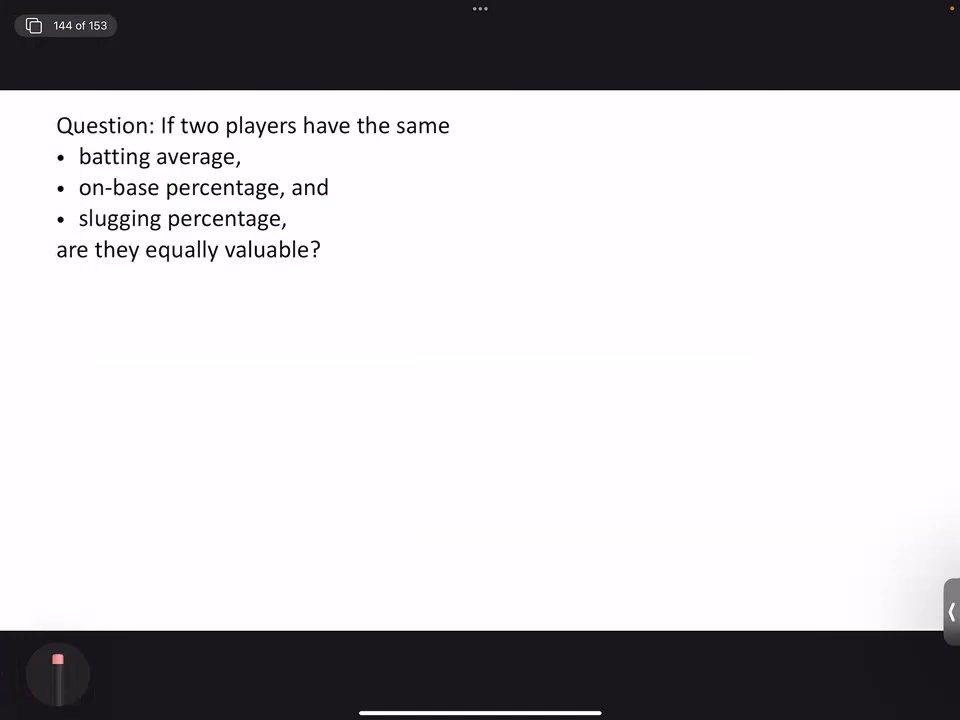 144 of 153
Question: If two players have the same
• batting average,
• on-base percentage, and
• slugging percentage,
are they equally valuable?